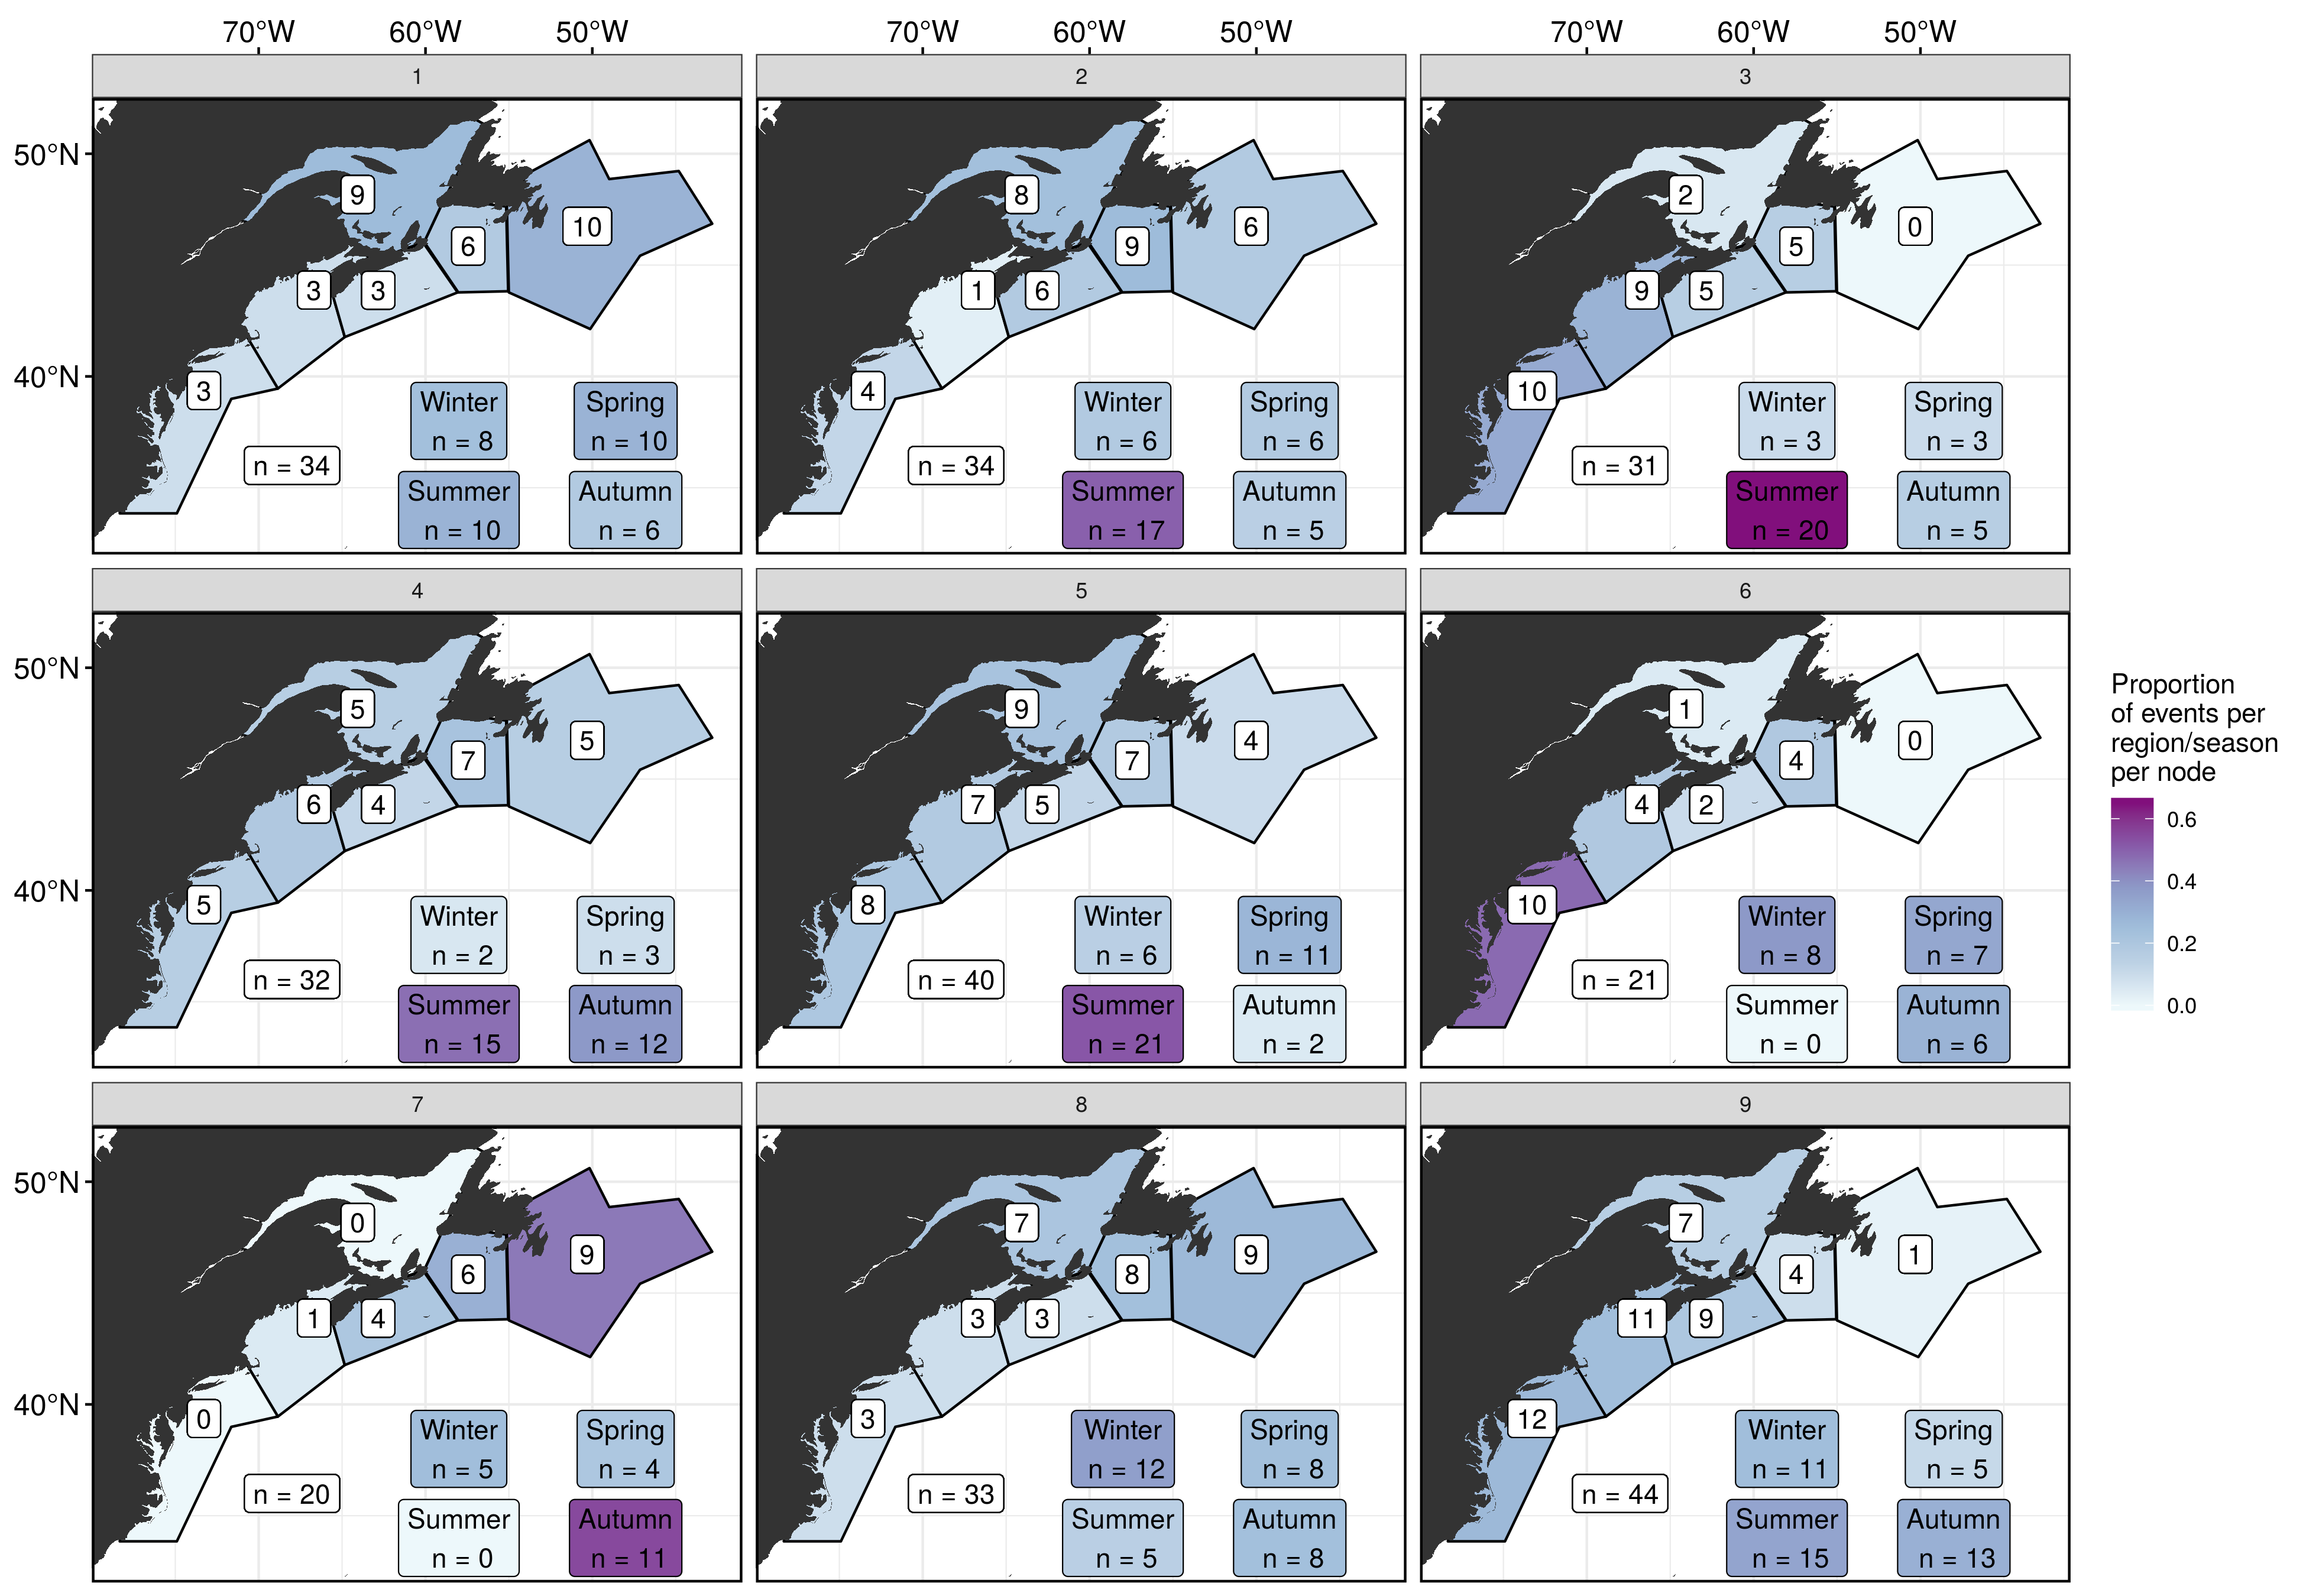 70°W 60°W 50°W 70°W 60°W 50°W 70°W 60°W 50°W
1 2 3
50°N
9 10 6 3 3 3
Winter
n = 8
Spring
n = 10
n = 34
Summer
n = 10
Autumn
n = 6
8 6 9 1 6 4
Winter
n = 6
Spring
n = 6
n = 34
Summer
n = 17
Autumn
n = 5
2 0 5 9 5 10
Winter
n = 3
Spring
n = 3
n = 31
Summer
n = 20
Autumn
n = 5
40°N
4 5 6
50°N
5 5 7 6 4 5
Winter
n = 2
Spring
n = 3
n = 32
Summer
n = 15
Autumn
n = 12
9 4 7 7 5 8
Winter
n = 6
Spring
n = 11
n = 40
Summer
n = 21
Autumn
n = 2
1 0 4 4 2 10
Winter
n = 8
Spring
n = 7
n = 21
Summer
n = 0
Autumn
n = 6
40°N
7 8 9
50°N
0 9 6 1 4 0
Winter
n = 5
Spring
n = 4
n = 20
Summer
n = 0
Autumn
n = 11
7 9 8 3 3 3
Winter
n = 12
Spring
n = 8
n = 33
Summer
n = 5
Autumn
n = 8
7 1 4 11 9 12
Winter
n = 11
Spring
n = 5
n = 44
Summer
n = 15
Autumn
n = 13
40°N
Proportion
of events per
region/season
per node
0.6
0.4
0.2
0.0